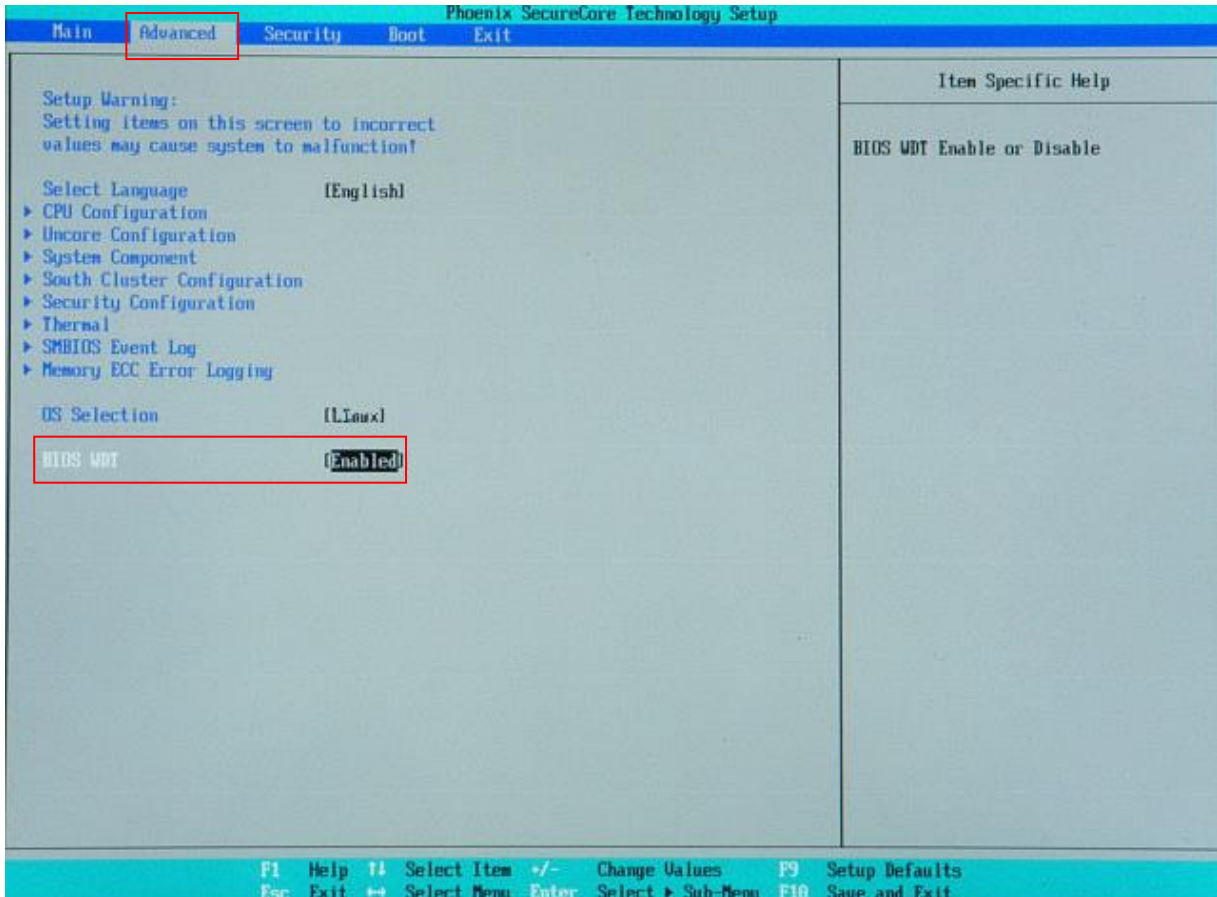 Phoenix SecureCore Technology Setup
Main Advanced Security Boot Exit
Setup Warning:
Setting items on this screen to incorrect
values may cause system to malfunction!
Select Language [English]
CPU Configuration
Uncore Configuration
System Component
South Cluster Configuration
Security Configuration
Thermal
SMBIOS Event Log
Memory ECC Error Logging
OS Selection [LInux]
BIOS WDT [Enabled]
Item Specific Help
BIOS WDT Enable or Disable
F1 Help ↑↓ Select Item +/- Change Values F9 Setup Defaults
Esc Exit ↔ Select Menu Enter Select ▶ Sub-Menu F10 Save and Exit